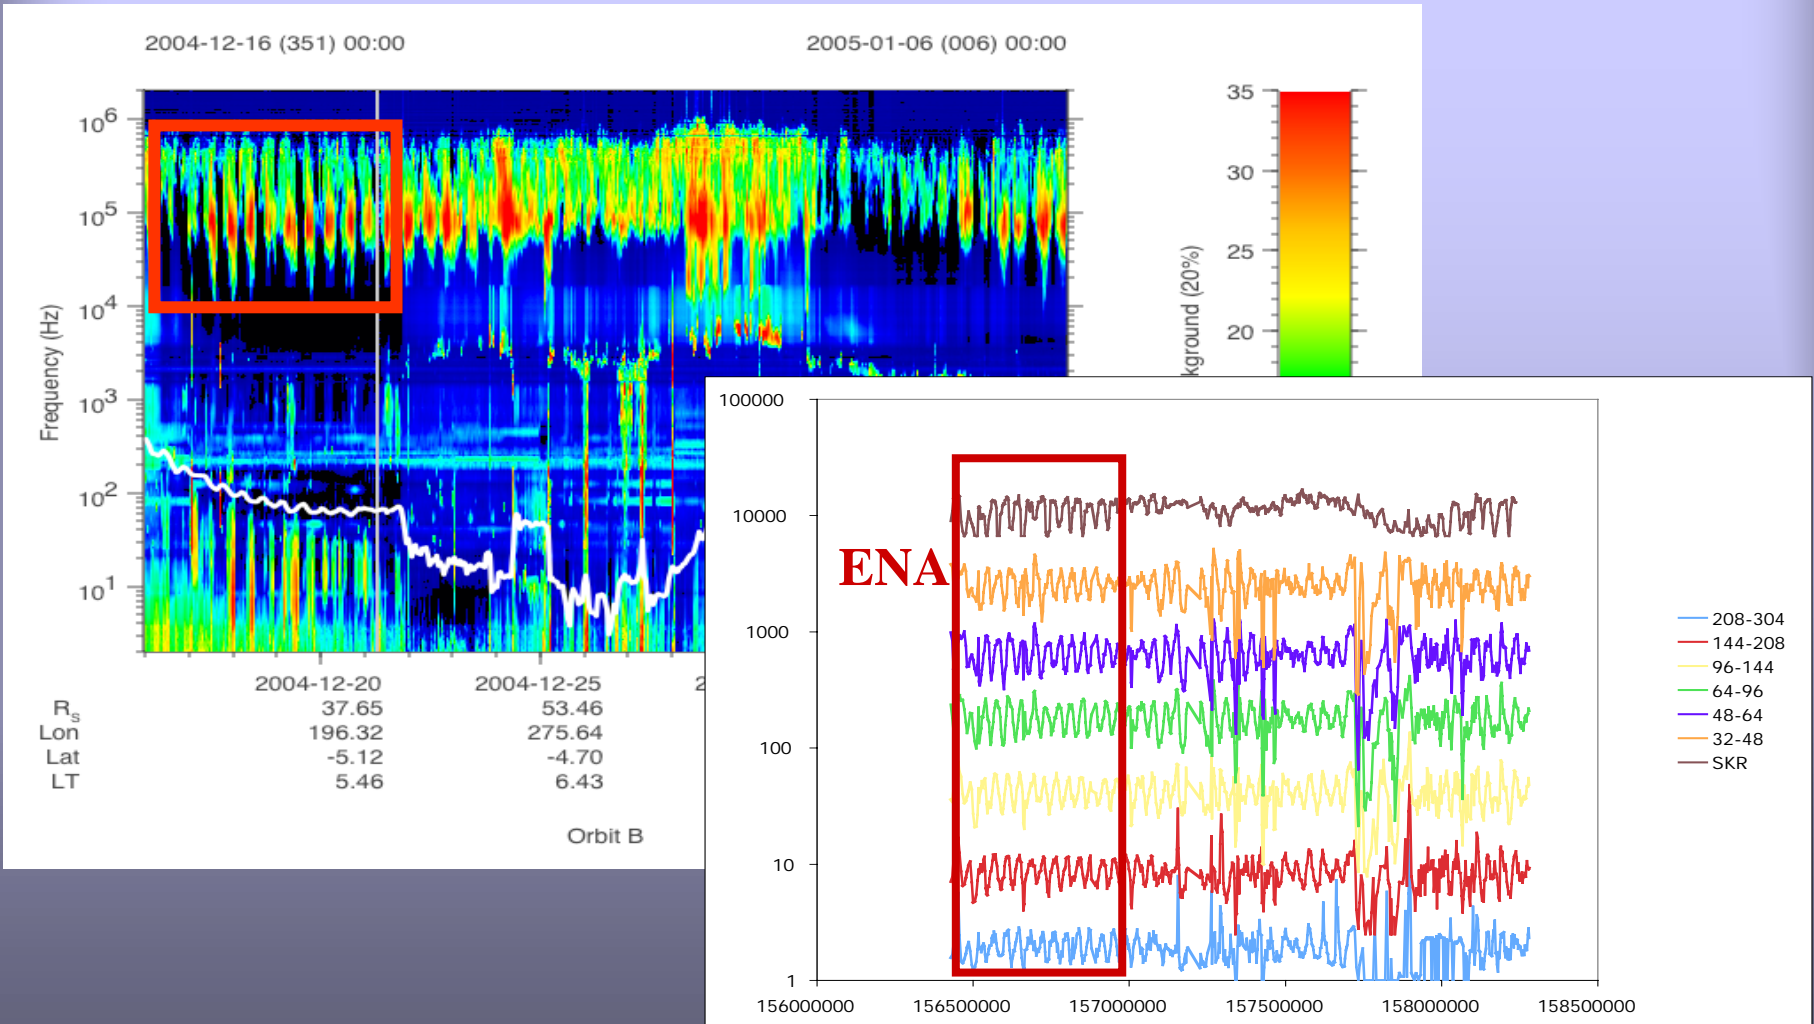 2004-12-16 (351) 00:00 2005-01-06 (006) 00:00
35
30
25
20
kground (20%)
10^6
10^5
10^4
10^3
10^2
10^1
Frequency (Hz)
2004-12-20 2004-12-25 2
R_s 37.65 53.46
Lon 196.32 275.64
Lat -5.12 -4.70
LT 5.46 6.43
Orbit B
100000
10000
1000
100
10
1
156000000 156500000 157000000 157500000 158000000 158500000
ENA
208-304
144-208
96-144
64-96
48-64
32-48
SKR